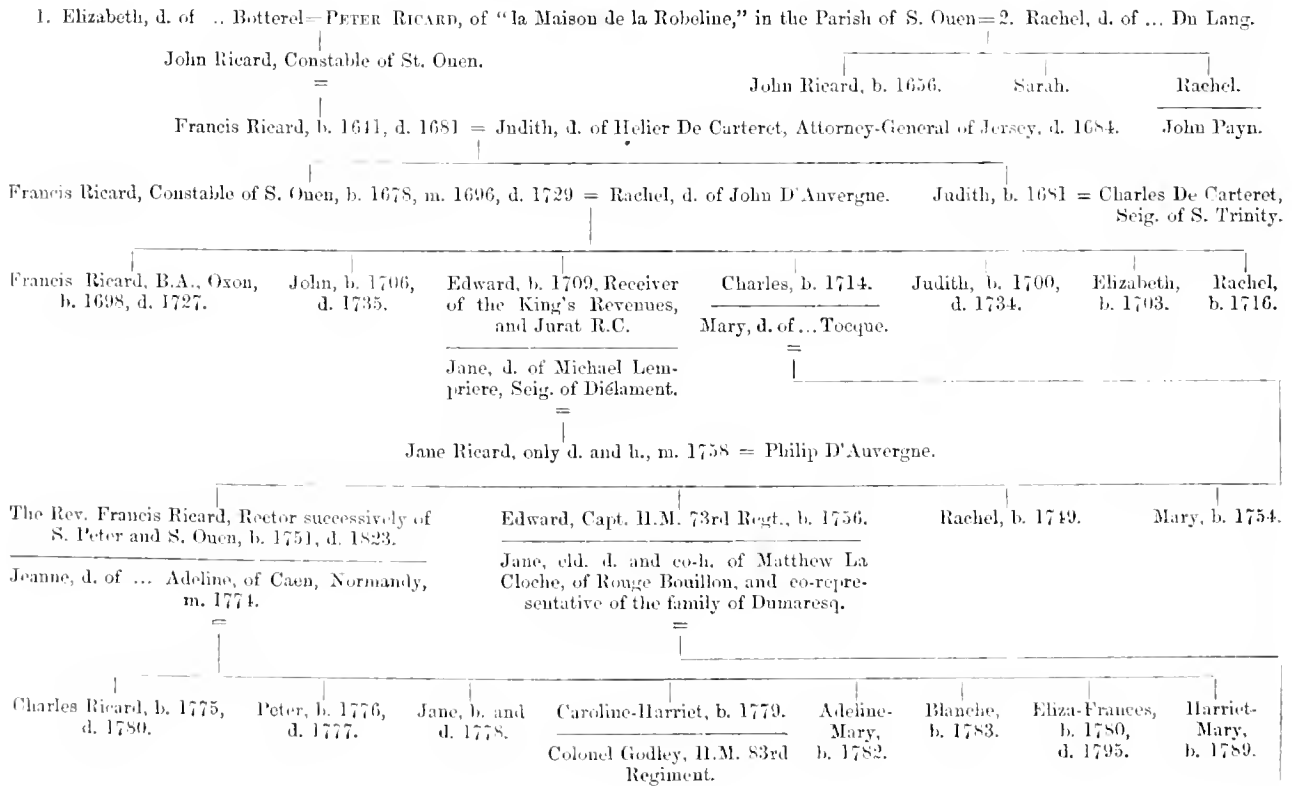 1. Elizabeth, d. of .. Botterel=PETER RICARD, of "la Maison de la Robeline," in the Parish of S. Ouen=2. Rachel, d. of ... Du Lang.
John Ricard, Constable of St. Ouen.
=
John Ricard, b. 1656.
Sarah.
Rachel.
John Payn.
Francis Ricard, b. 1641, d. 1681 = Judith, d. of Helier De Carteret, Attorney-General of Jersey, d. 1684.
Francis Ricard, Constable of S. Ouen, b. 1678, m. 1696, d. 1729 = Rachel, d. of John D'Auvergne.
Judith, b. 1681 = Charles De Carteret,
Seig. of S. Trinity.
Francis Ricard, B.A., Oxon,
b. 1698, d. 1727.
John, b. 1706,
d. 1735.
Edward, b. 1709, Receiver
of the King's Revenues,
and Jurat R.C.
Jane, d. of Michael Lem-
priere, Seig. of Diélament.
=
Charles, b. 1714.
Mary, d. of ... Tocque.
=
Judith, b. 1700,
d. 1734.
Elizabeth,
b. 1703.
Rachel,
b. 1716.
Jane Ricard, only d. and h., m. 1758 = Philip D'Auvergne.
The Rev. Francis Ricard, Rector successively of
S. Peter and S. Ouen, b. 1751, d. 1823.
Jeanne, d. of ... Adeline, of Caen, Normandy,
m. 1774.
=
Edward, Capt. H.M. 73rd Regt., b. 1756.
Jane, eld. d. and co-h. of Matthew La
Cloche, of Rouge Bouillon, and co-repre-
sentative of the family of Dumaresq.
=
Rachel, b. 1749.
Mary, b. 1754.
Charles Ricard, b. 1775,
d. 1780.
Peter, b. 1776,
d. 1777.
Jane, b. and
d. 1778.
Caroline-Harriet, b. 1779.
Colonel Godley, H.M. 83rd
Regiment.
Adeline-
Mary,
b. 1782.
Blanche,
b. 1783.
Eliza-Frances,
b. 1780,
d. 1795.
Harriet-
Mary,
b. 1789.